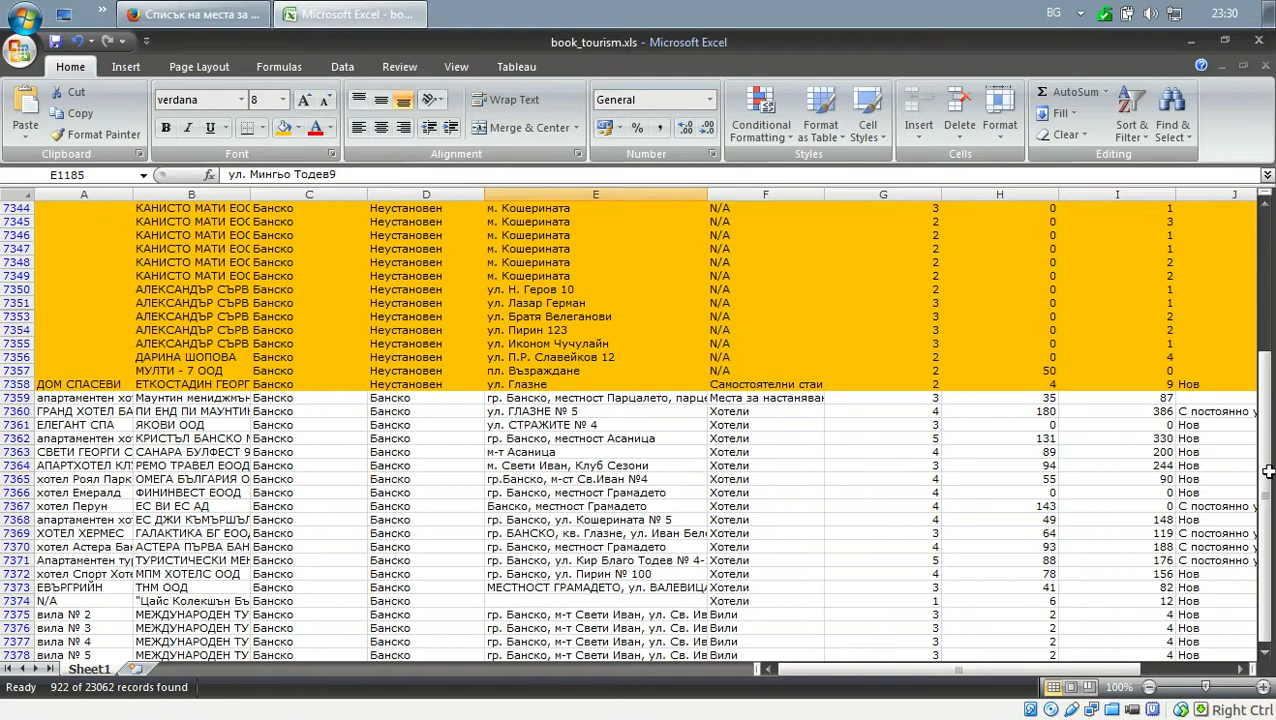 Списък на места за ...
Microsoft Excel - bo...
BG
23:30
book_tourism.xls - Microsoft Excel
Home Insert Page Layout Formulas Data Review View Tableau
Paste
Cut
Copy
Format Painter
Clipboard
verdana 8
B I U
Font
Wrap Text
Merge & Center
Alignment
General
Number
Conditional Formatting
Format as Table
Cell Styles
Styles
Insert
Delete
Format
Cells
AutoSum
Fill
Clear
Sort & Filter
Find & Select
Editing
E1185 ул. Мингьо Тодев9
A B C D E F G H I J
7344 КАНИСТО МАТИ ЕОС Банско Неустановен м. Кошерината N/A 3 0 1
7345 КАНИСТО МАТИ ЕОС Банско Неустановен м. Кошерината N/A 2 0 3
7346 КАНИСТО МАТИ ЕОС Банско Неустановен м. Кошерината N/A 2 0 1
7347 КАНИСТО МАТИ ЕОС Банско Неустановен м. Кошерината N/A 2 0 1
7348 КАНИСТО МАТИ ЕОС Банско Неустановен м. Кошерината N/A 2 0 2
7349 КАНИСТО МАТИ ЕОС Банско Неустановен м. Кошерината N/A 2 0 2
7350 АЛЕКСАНДЪР СЪРВ Банско Неустановен ул. Н. Геров 10 N/A 2 0 1
7351 АЛЕКСАНДЪР СЪРВ Банско Неустановен ул. Лазар Герман N/A 3 0 1
7353 АЛЕКСАНДЪР СЪРВ Банско Неустановен ул. Братя Велеганови N/A 3 0 2
7354 АЛЕКСАНДЪР СЪРВ Банско Неустановен ул. Пирин 123 N/A 3 0 2
7355 АЛЕКСАНДЪР СЪРВ Банско Неустановен ул. Иконом Чучулайн N/A 3 0 1
7356 ДАРИНА ШОПОВА Банско Неустановен ул. П.Р. Славейков 12 N/A 2 0 4
7357 МУЛТИ - 7 ООД Банско Неустановен пл. Възраждане N/A 2 50 0
7358 ДОМ СПАСЕВИ ЕТКОСТАДИН ГЕОРГ Банско Неустановен ул. Глазне Самостоятелни стаи 2 4 9 Нов
7359 апартаментен хо Маунтин мениджмъ Банско Банско гр. Банско, местност Парцалето, парце Места за настаняван 3 35 87
7360 ГРАНД ХОТЕЛ БА ПИ ЕНД ПИ МАУНТИН Банско Банско ул. ГЛАЗНЕ № 5 Хотели 4 180 386 С постоянно у
7361 ЕЛЕГАНТ СПА ЯКОВИ ООД Банско Банско ул. СТРАЖИТЕ № 4 Хотели 3 0 0 Нов
7362 апартаментен хо КРИСТЪЛ БАНСКО М Банско Банско гр. Банско, местност Асаница Хотели 5 131 330 Нов
7363 СВЕТИ ГЕОРГИ С САНАРА БУЛФЕСТ 9 Банско Банско м-т Асаница Хотели 4 89 200 Нов
7364 АПАРТХОТЕЛ КЛ РЕМО ТРАВЕЛ ЕООД Банско Банско м. Свети Иван, Клуб Сезони Хотели 3 94 244 Нов
7365 хотел Роял Парк ОМЕГА БЪЛГАРИЯ О Банско Банско гр.Банско, м-ст Св.Иван №4 Хотели 4 55 90 Нов
7366 хотел Емералд ФИНИНВЕСТ ЕООД Банско Банско гр. Банско, местност Грамадето Хотели 4 0 0 Нов
7367 хотел Перун ЕС ВИ ЕС АД Банско Банско Банско, местност Грамадето Хотели 4 143 0 С постоянно у
7368 апартаментен хо ЕС ДЖИ КЪМЪРШЪЛ Банско Банско гр. Банско, ул. Кошерината № 5 Хотели 4 49 148 Нов
7369 ХОТЕЛ ХЕРМЕС ГАЛАКТИКА БГ ЕООД Банско Банско гр. БАНСКО, кв. Глазне, ул. Иван Бел Хотели 3 64 119 С постоянно у
7370 хотел Астера Бан АСТЕРА ПЪРВА БАН Банско Банско гр. Банско, местност Грамадето Хотели 4 93 188 С постоянно у
7371 Апартаментен ту ТУРИСТИЧЕСКИ МЕН Банско Банско гр. Банско, ул. Кир Благо Тодев № 4- Хотели 5 88 176 С постоянно у
7372 хотел Спорт Хоте МПМ ХОТЕЛС ООД Банско Банско гр. Банско, ул. Пирин № 100 Хотели 4 78 156 Нов
7373 ЕВЪРГРИЙН ТНМ ООД Банско Банско МЕСТНОСТ ГРАМАДЕТО, ул. ВАЛЕВИЦА Хотели 3 41 82 Нов
7374 N/A "Цайс Колекшън Бъ Банско Банско Хотели 1 6 12 Нов
7375 вила № 2 МЕЖДУНАРОДЕН ТУ Банско Банско гр. Банско, м-т Свети Иван, ул. Св. Ив Вили 3 2 4 Нов
7376 вила № 3 МЕЖДУНАРОДЕН ТУ Банско Банско гр. Банско, м-т Свети Иван, ул. Св. Ив Вили 3 2 4 Нов
7377 вила № 4 МЕЖДУНАРОДЕН ТУ Банско Банско гр. Банско, м-т Свети Иван, ул. Св. Ив Вили 3 2 4 Нов
7378 вила № 5 МЕЖДУНАРОДЕН ТУ Банско Банско гр. Банско, м-т Свети Иван, ул. Св. Ив Вили 3 2 4 Нов
Sheet1
Ready 922 of 23062 records found 100%
Right Ctrl